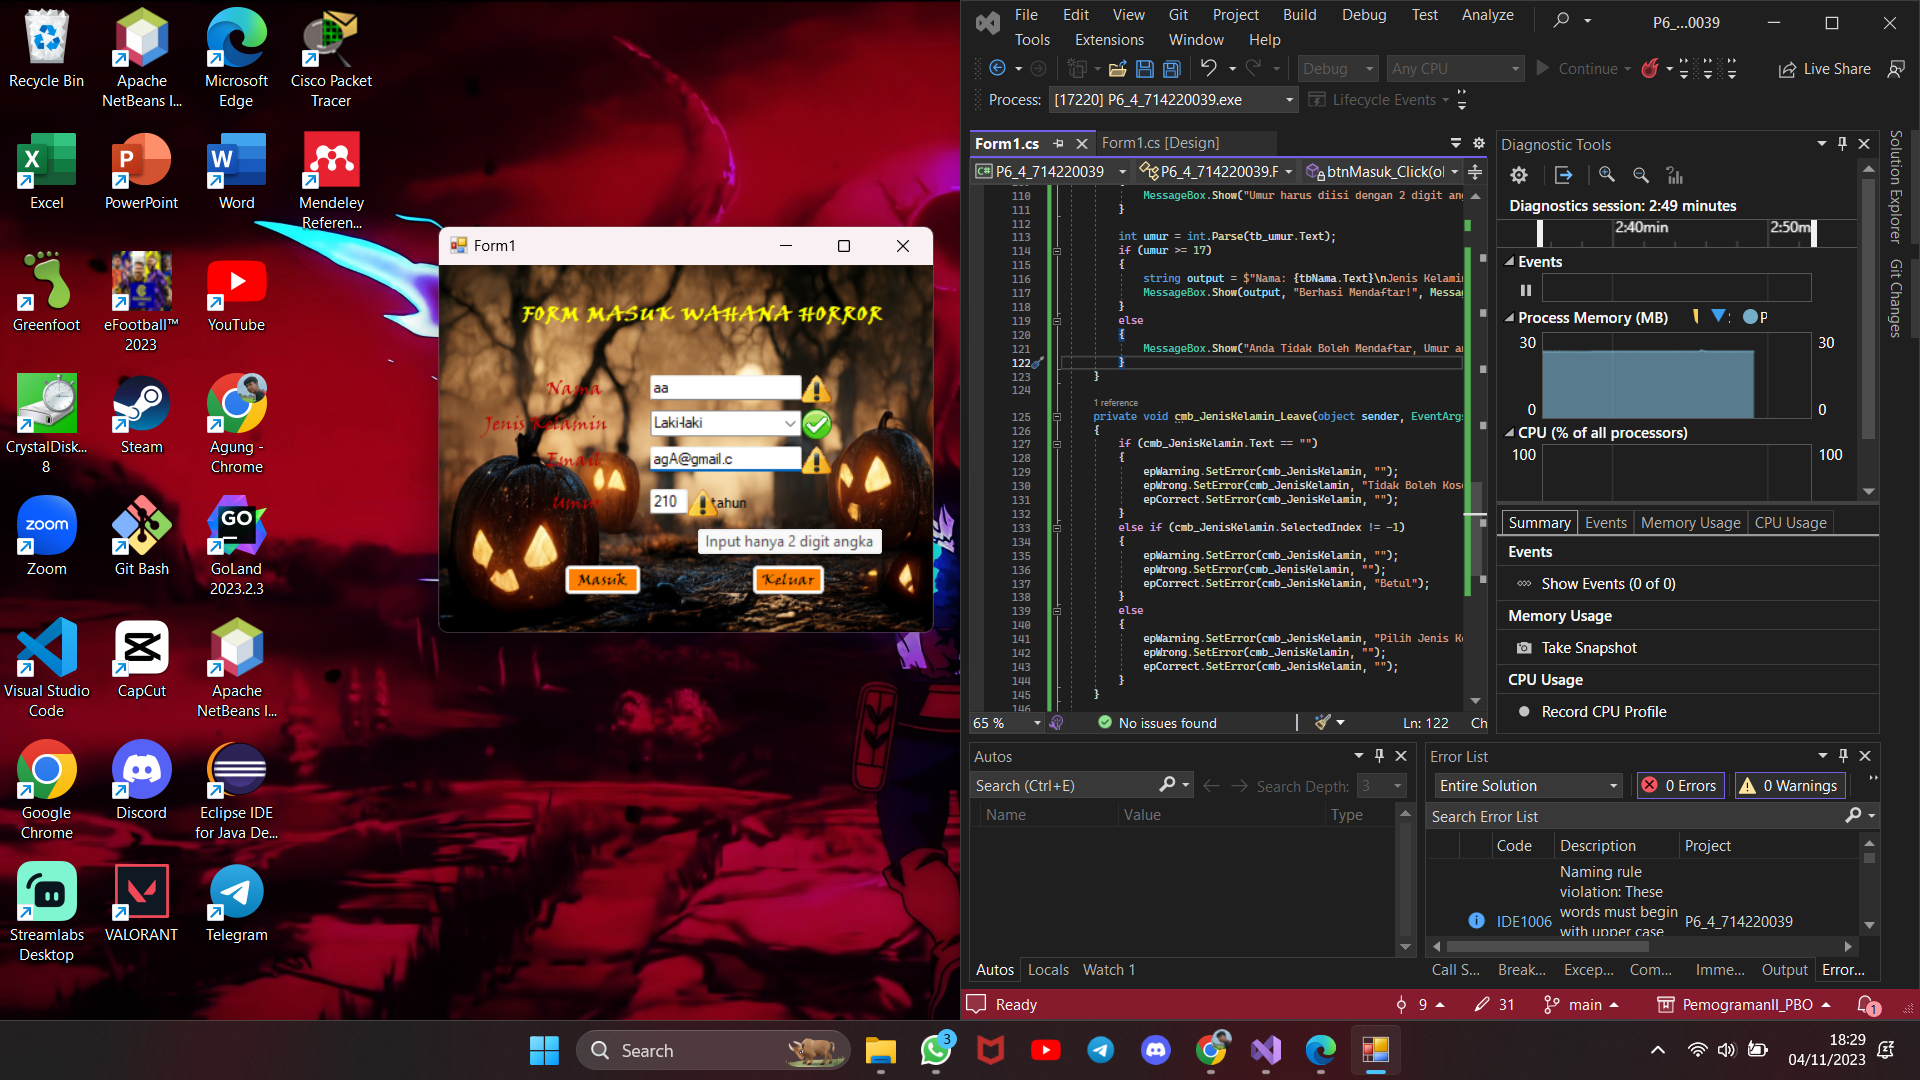 Recycle Bin
Apache
NetBeans I...
Microsoft
Edge
Cisco Packet
Tracer
Excel
PowerPoint
Word
Mendeley
Referen...
Greenfoot
eFootball™
2023
YouTube
CrystalDisk...
8
Steam
Agung -
Chrome
zoom
Zoom
Git Bash
GO
GoLand
2023.2.3
Visual Studio
Code
CapCut
Apache
NetBeans I...
Google
Chrome
Discord
Eclipse IDE
for Java De...
Streamlabs
Desktop
VALORANT
Telegram
Form1
FORM MASUK WAHANA HORROR
Nama
aa
Jenis Kelamin
Laki-laki
Email
agA@gmail.c
Umur
210
tahun
Input hanya 2 digit angka
Masuk
Keluar
File Edit View Git Project Build Debug Test Analyze
P6_...0039
Tools Extensions Window Help
Debug
Any CPU
Continue
Live Share
Process: [17220] P6_4_714220039.exe
Lifecycle Events
Form1.cs
Form1.cs [Design]
P6_4_714220039
P6_4_714220039.F
btnMasuk_Click(ol
110 MessageBox.Show("Umur harus diisi dengan 2 digit ang
111 }
112
113 int umur = int.Parse(tb_umur.Text);
114 if (umur >= 17)
115 {
116 string output = $"Nama: {tbNama.Text}\nJenis Kelamin
117 MessageBox.Show(output, "Berhasi Mendaftar!", Messag
118 }
119 else
120 {
121 MessageBox.Show("Anda Tidak Boleh Mendaftar, Umur an
122 }
123 }
124
1 reference
125 private void cmb_JenisKelamin_Leave(object sender, EventArgs
126 {
127 if (cmb_JenisKelamin.Text == "")
128 {
129 epWarning.SetError(cmb_JenisKelamin, "");
130 epWrong.SetError(cmb_JenisKelamin, "Tidak Boleh Koso
131 epCorrect.SetError(cmb_JenisKelamin, "");
132 }
133 else if (cmb_JenisKelamin.SelectedIndex != -1)
134 {
135 epWarning.SetError(cmb_JenisKelamin, "");
136 epWrong.SetError(cmb_JenisKelamin, "");
137 epCorrect.SetError(cmb_JenisKelamin, "Betul");
138 }
139 else
140 {
141 epWarning.SetError(cmb_JenisKelamin, "Pilih Jenis Ke
142 epWrong.SetError(cmb_JenisKelamin, "");
143 epCorrect.SetError(cmb_JenisKelamin, "");
144 }
145 }
146
65 %
No issues found
Ln: 122
Ch
Diagnostic Tools
Diagnostics session: 2:49 minutes
2:40min
2:50m
Events
Process Memory (MB)
P
30 30
0 0
CPU (% of all processors)
100 100
Summary Events Memory Usage CPU Usage
Events
Show Events (0 of 0)
Memory Usage
Take Snapshot
CPU Usage
Record CPU Profile
Solution Explorer
Git Changes
Autos
Search (Ctrl+E)
Search Depth: 3
Name Value Type
Autos Locals Watch 1
Error List
Entire Solution
0 Errors
0 Warnings
Search Error List
Code Description Project
Naming rule
violation: These
words must begin
with upper case
IDE1006
P6_4_714220039
Call S... Break... Excep... Com... Imme... Output Error...
Ready
9
31
main
PemogramanII_PBO
1
Search
3
18:29
04/11/2023